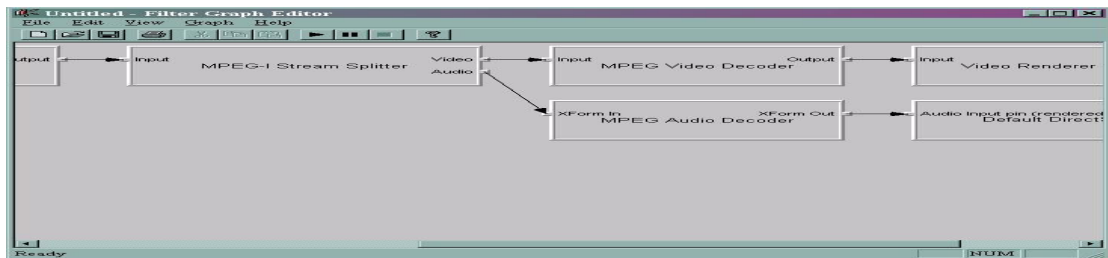 Untitled - Filter Graph Editor
File Edit View Graph Help
utput
Input
MPEG-I Stream Splitter
Video
Audio
Input
Output
MPEG Video Decoder
Input
Video Renderer
XForm In
XForm Out
MPEG Audio Decoder
Audio Input pin (rendered
Default Direct
Ready
NUM